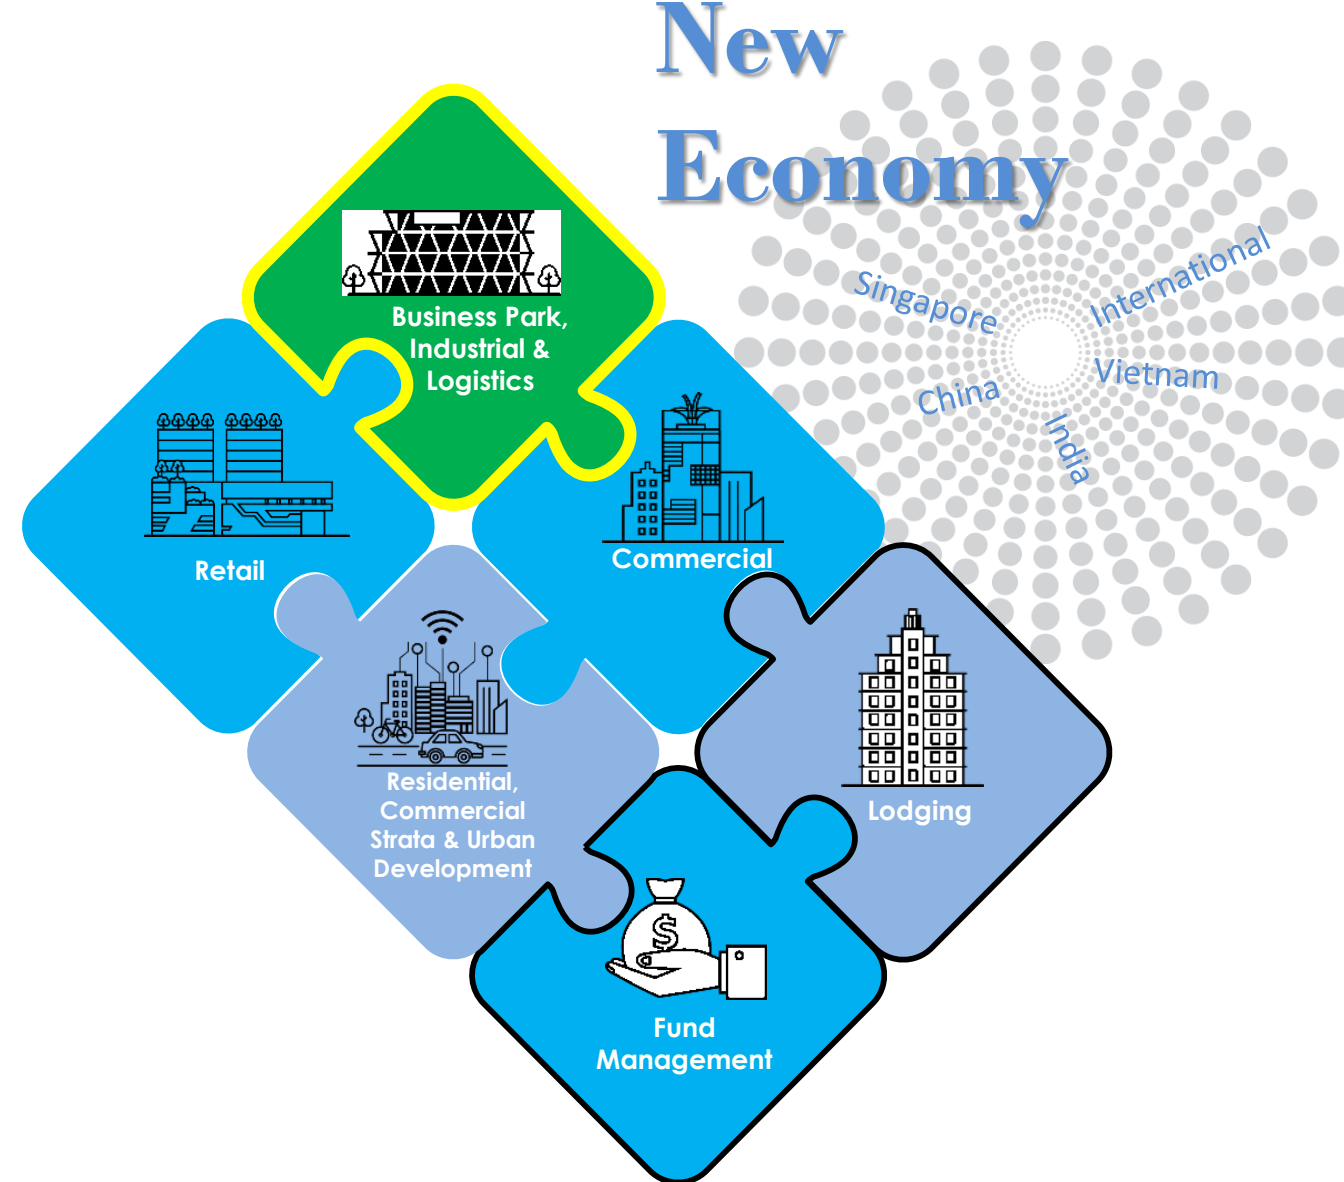 New
Economy
Singapore
International
China
Vietnam
India
Business Park,
Industrial &
Logistics
Retail
Commercial
Residential,
Commercial
Strata & Urban
Development
Lodging
$
Fund
Management